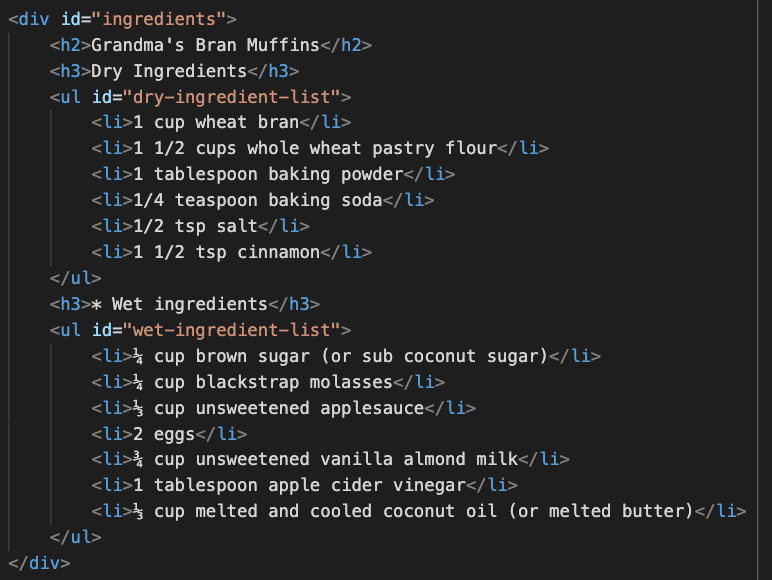 <div id="ingredients">
    <h2>Grandma's Bran Muffins</h2>
    <h3>Dry Ingredients</h3>
    <ul id="dry-ingredient-list">
        <li>1 cup wheat bran</li>
        <li>1 1/2 cups whole wheat pastry flour</li>
        <li>1 tablespoon baking powder</li>
        <li>1/4 teaspoon baking soda</li>
        <li>1/2 tsp salt</li>
        <li>1 1/2 tsp cinnamon</li>
    </ul>
    <h3>* Wet ingredients</h3>
    <ul id="wet-ingredient-list">
        <li>¼ cup brown sugar (or sub coconut sugar)</li>
        <li>¼ cup blackstrap molasses</li>
        <li>⅓ cup unsweetened applesauce</li>
        <li>2 eggs</li>
        <li>¾ cup unsweetened vanilla almond milk</li>
        <li>1 tablespoon apple cider vinegar</li>
        <li>⅓ cup melted and cooled coconut oil (or melted butter)</li>
    </ul>
</div>